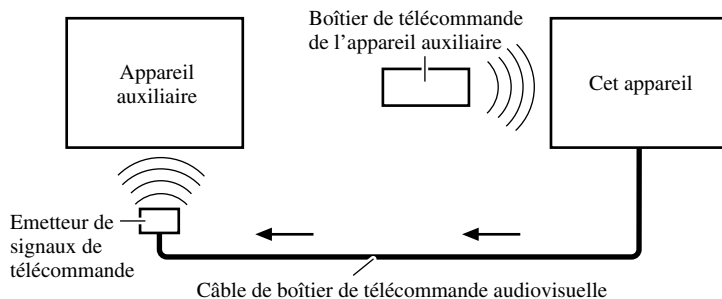 Boîtier de télécommande
de l’appareil auxiliaire
Appareil
auxiliaire
Cet appareil
Emetteur de
signaux de
télécommande
Câble de boîtier de télécommande audiovisuelle